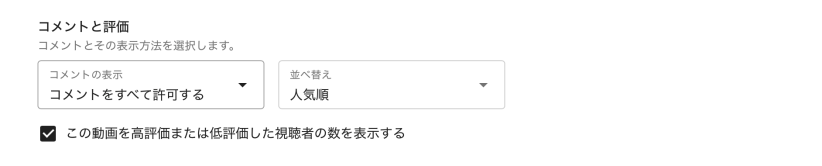 コメントと評価
コメントとその表示方法を選択します。
コメントの表示
コメントをすべて許可する
並べ替え
人気順
この動画を高評価または低評価した視聴者の数を表示する